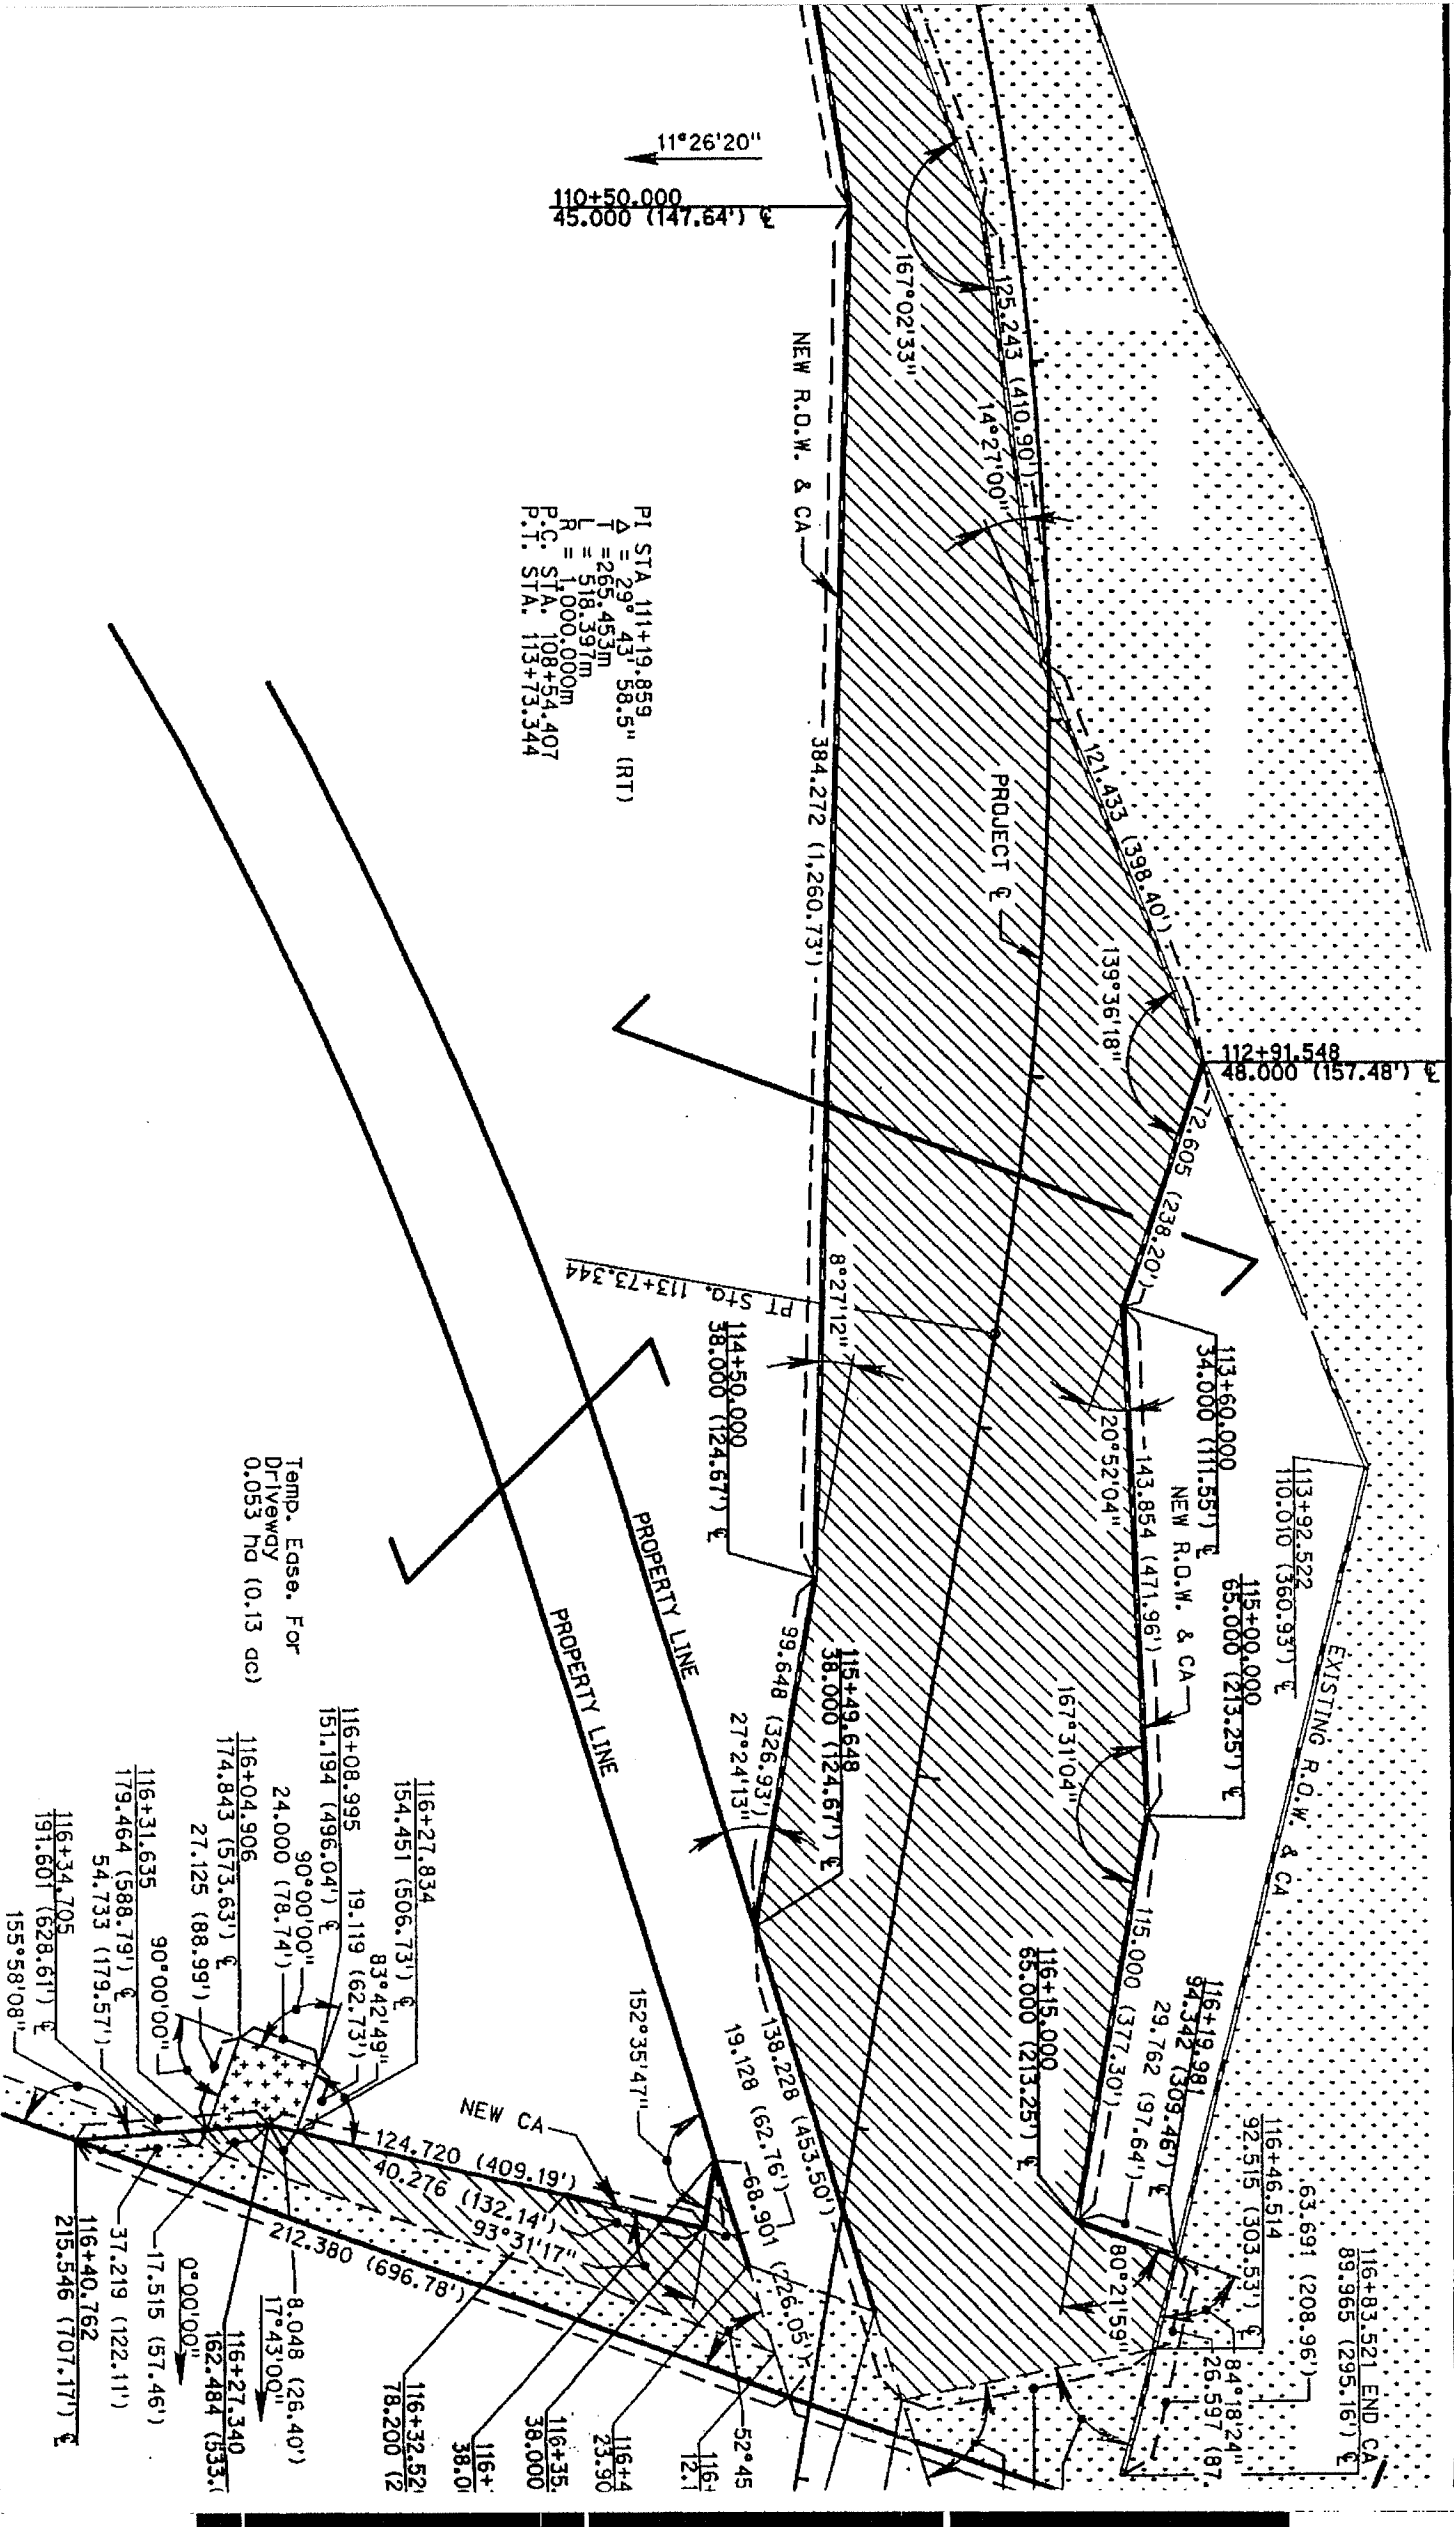 11°26'20"
110+50.000
45.000 (147.64') ℄
167°02'33"
125.243 (410.90')
14°27'00"
NEW R.O.W. & CA
PI STA 111+19.859
Δ = 29° 43' 58.5" (RT)
T =265.453m
L = 518.397m
R = 1,000.000m
P.C. STA. 108+54.407
P.T. STA. 113+73.344
384.272 (1,260.73')
PROJECT ℄
121.433 (398.40')
139°36'18"
112+91.548
48.000 (157.48') ℄
72.605 (238.20')
8°27'12"
PT Sta. 113+73.344
114+50.000
38.000 (124.67') ℄
113+60.000
34.000 (111.55') ℄
20°52'04"
143.854 (471.96')
NEW R.O.W. & CA
113+92.522
110.010 (360.93') ℄
115+00.000
65.000 (213.25') ℄
EXISTING R.O.W. & CA
167°31'04"
PROPERTY LINE
PROPERTY LINE
99.648 (326.93')
115+49.648
38.000 (124.67') ℄
27°24'13"
115.000 (377.30')
116+15.000
65.000 (213.25') ℄
116+19.981
94.342 (309.46') ℄
29.762 (97.64')
116+46.514
92.515 (303.53') ℄
63.691 (208.96')
116+83.521 END CA
89.965 (295.16') ℄
80°21'59"
84°18'24"
26.597 (87.
Temp. Ease. For
Driveway
0.053 ha (0.13 ac)
116+27.834
154.451 (506.73') ℄
83°42'49"
19.119 (62.73')
116+08.995
151.194 (496.04') ℄
90°00'00"
24.000 (78.74')
116+04.906
174.843 (573.63') ℄
27.125 (88.99')
90°00'00"
116+31.635
179.464 (588.79') ℄
54.733 (179.57')
116+34.705
191.601 (628.61') ℄
155°58'08"
152°35'47"
138.228 (453.50')
19.128 (62.76')
68.901 (226.05')
NEW CA
124.720 (409.19')
40.276 (132.14')
93°31'17"
212.380 (696.78')
52°45
116+
12.1
116+4
23.90
116+35.
38.000
116+
38.0
116+32.52
78.200 (2
8.048 (26.40')
17°43'00"
116+27.340
162.484 (533.
0°00'00"
17.515 (57.46')
37.219 (122.11')
116+40.762
215.546 (707.17') ℄